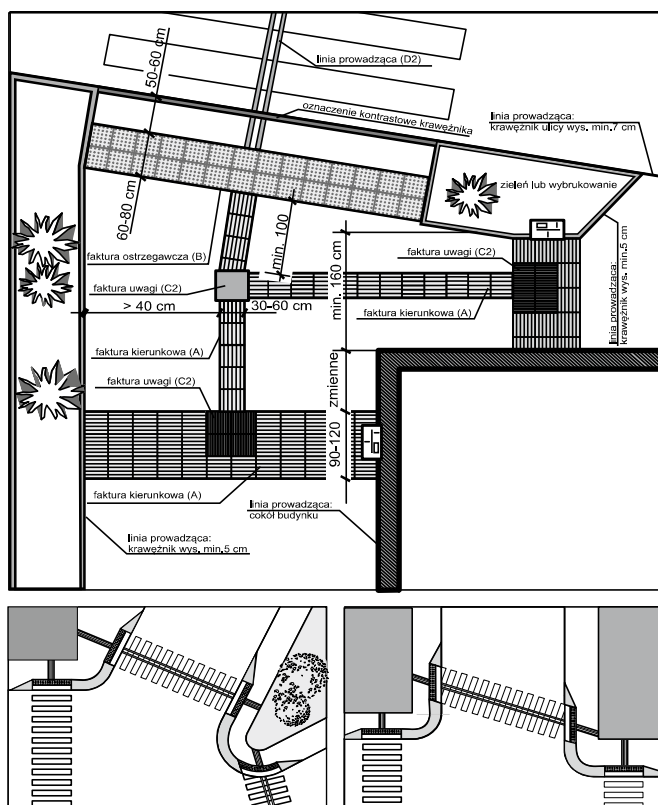 50-60 cm
linia prowadząca (D2)
oznaczenie kontrastowe krawężnika
linia prowadząca:
krawężnik ulicy wys. min.7 cm
zieleń lub wybrukowanie
60-80 cm
min. 100
faktura ostrzegawcza (B)
faktura uwagi (C2)
faktura uwagi (C2)
min. 160 cm
linia prowadząca:
krawężnik wys. min.5 cm
> 40 cm
30-60 cm
faktura kierunkowa (A)
faktura kierunkowa (A)
zmienne
faktura uwagi (C2)
90-120
faktura kierunkowa (A)
linia prowadząca:
cokół budynku
linia prowadząca:
krawężnik wys. min.5 cm